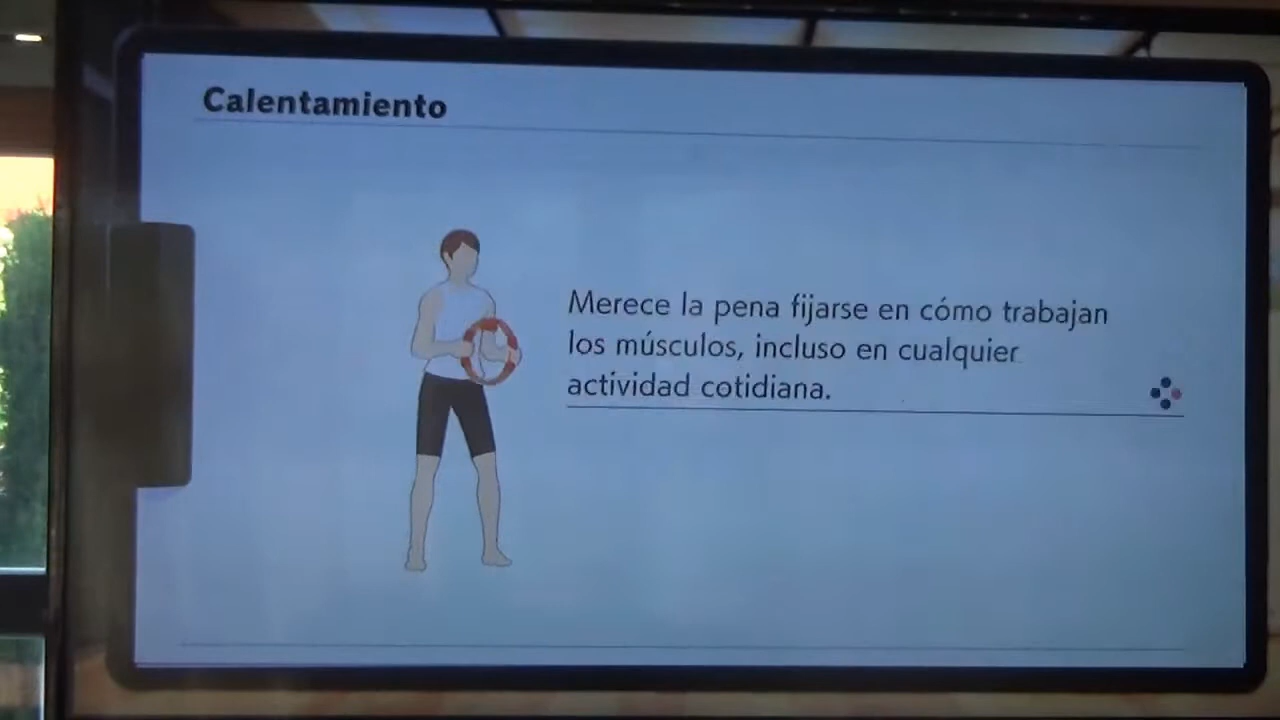 Calentamiento
Merece la pena fijarse en cómo trabajan
los músculos, incluso en cualquier
actividad cotidiana.